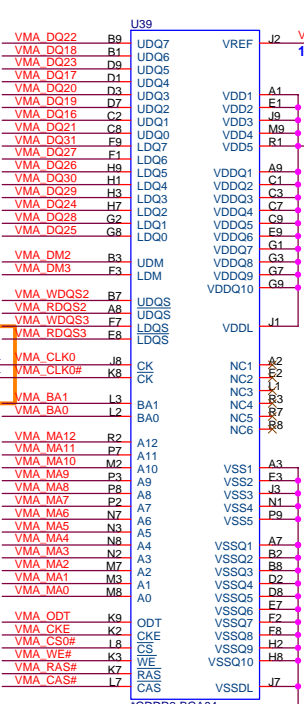 U39
VMA_DQ22 B9 UDQ7 VREF J2
VMA_DQ18 B1 UDQ6
VMA_DQ23 D9 UDQ5
VMA_DQ17 D1 UDQ4
VMA_DQ20 D3 UDQ3 VDD1 A1
VMA_DQ19 D7 UDQ2 VDD2 E1
VMA_DQ16 C2 UDQ1 VDD3 J9
VMA_DQ21 C8 UDQ0 VDD4 M9
VMA_DQ31 F9 LDQ7 VDD5 R1
VMA_DQ27 F1 LDQ6
VMA_DQ26 H9 LDQ5 VDDQ1 A9
VMA_DQ30 H1 LDQ4 VDDQ2 C1
VMA_DQ29 H3 LDQ3 VDDQ3 C3
VMA_DQ24 H7 LDQ2 VDDQ4 C7
VMA_DQ28 G2 LDQ1 VDDQ5 C9
VMA_DQ25 G8 LDQ0 VDDQ6 E9
VDDQ7 G1
VMA_DM2 B3 UDM VDDQ8 G3
VMA_DM3 F3 LDM VDDQ9 G7
VDDQ10 G9
VMA_WDQS2 B7 UDQS
VMA_RDQS2 A8 UDQS
VMA_WDQS3 F7 LDQS VDDL J1
VMA_RDQS3 E8 LDQS
VMA_CLK0 J8 CK NC1 A2
VMA_CLK0# K8 CK NC2 E2
NC3 L1
VMA_BA1 L3 BA1 NC4 R3
VMA_BA0 L2 BA0 NC5 R7
NC6 R8
VMA_MA12 R2 A12
VMA_MA11 P7 A11
VMA_MA10 M2 A10 VSS1 A3
VMA_MA9 P3 A9 VSS2 E3
VMA_MA8 P8 A8 VSS3 J3
VMA_MA7 P2 A7 VSS4 N1
VMA_MA6 N7 A6 VSS5 P9
VMA_MA5 N3 A5
VMA_MA4 N8 A4 VSSQ1 A7
VMA_MA3 N2 A3 VSSQ2 B2
VMA_MA2 M7 A2 VSSQ3 B8
VMA_MA1 M3 A1 VSSQ4 D2
VMA_MA0 M8 A0 VSSQ5 D8
VSSQ6 E7
VMA_ODT K9 ODT VSSQ7 F2
VMA_CKE K2 CKE VSSQ8 F8
VMA_CS0# L8 CS VSSQ9 H2
VMA_WE# K3 WE VSSQ10 H8
VMA_RAS# K7 RAS
VMA_CAS# L7 CAS VSSDL J7